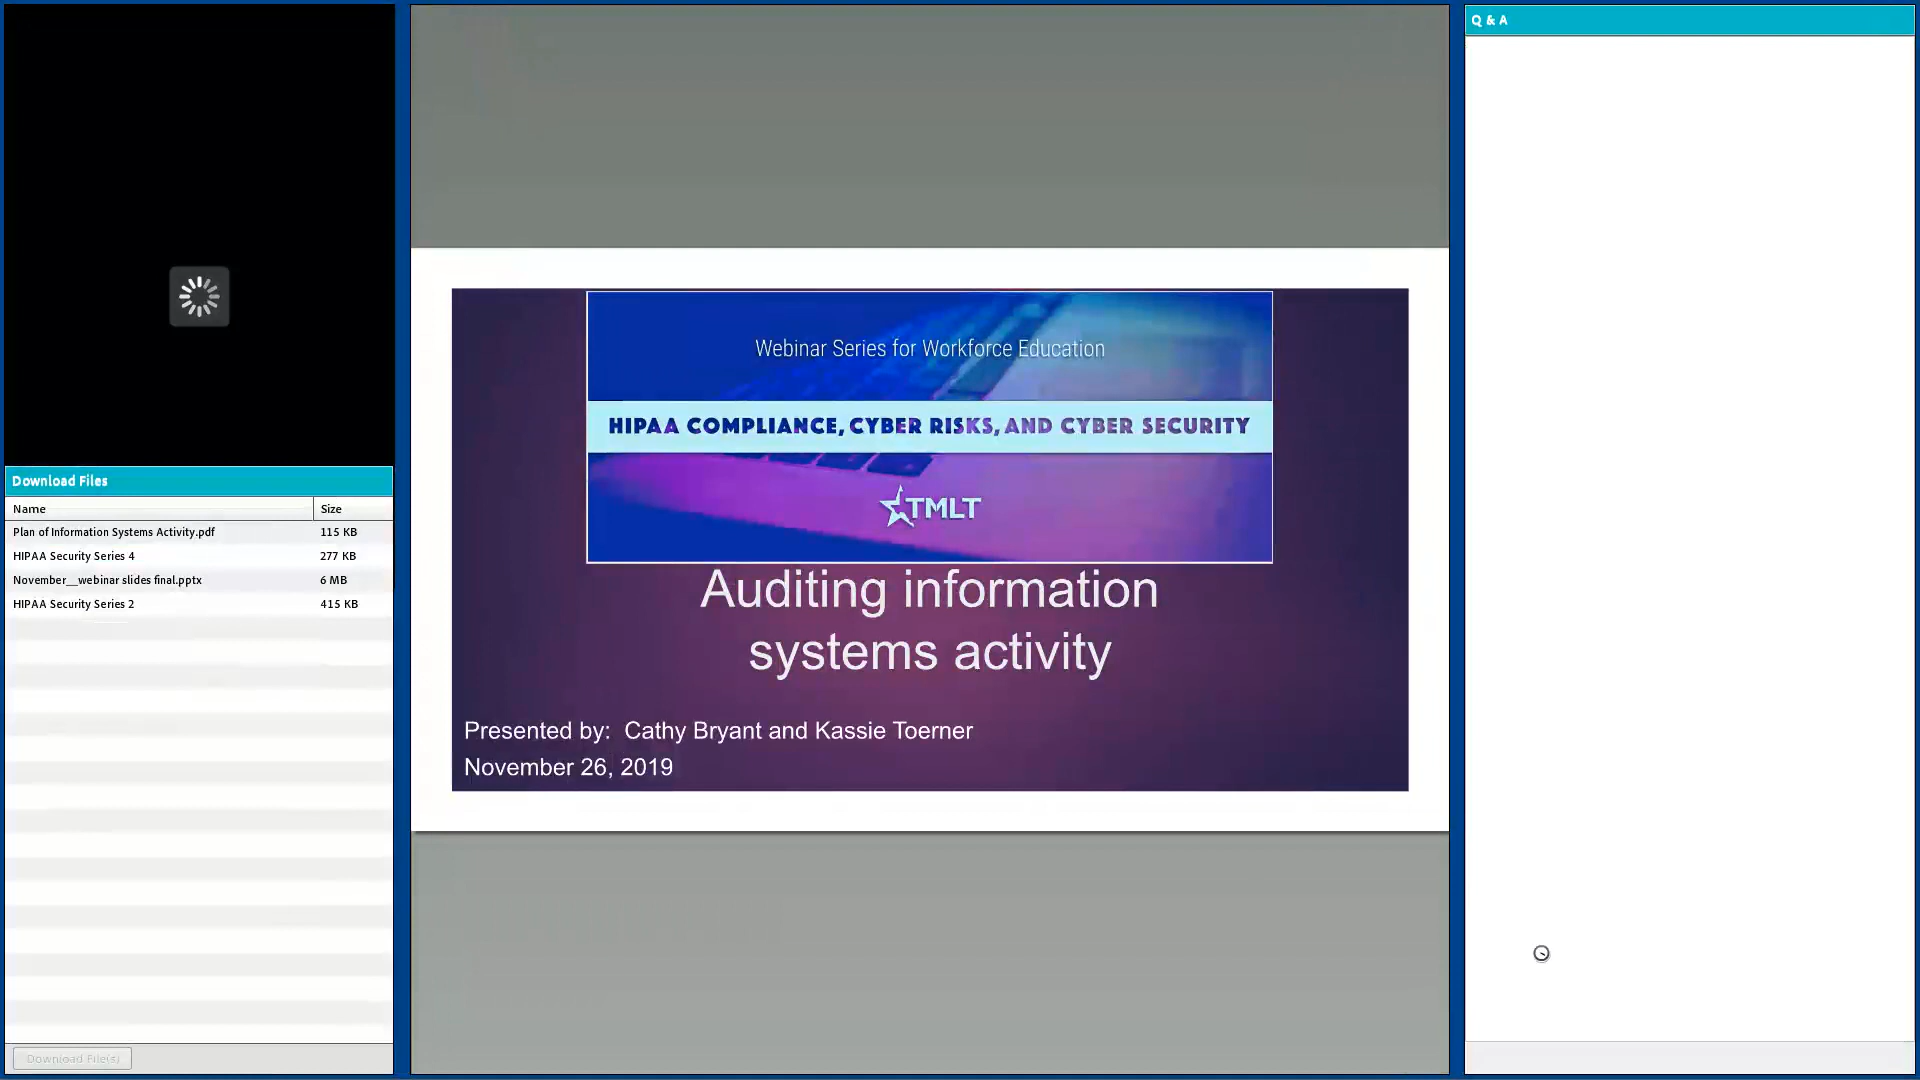 Download Files
Name Size
Plan of Information Systems Activity.pdf 115 KB
HIPAA Security Series 4 277 KB
November__webinar slides final.pptx 6 MB
HIPAA Security Series 2 415 KB
Download File(s)
Webinar Series for Workforce Education
HIPAA COMPLIANCE, CYBER RISKS, AND CYBER SECURITY
TMLT
Auditing information
systems activity
Presented by: Cathy Bryant and Kassie Toerner
November 26, 2019
Q & A